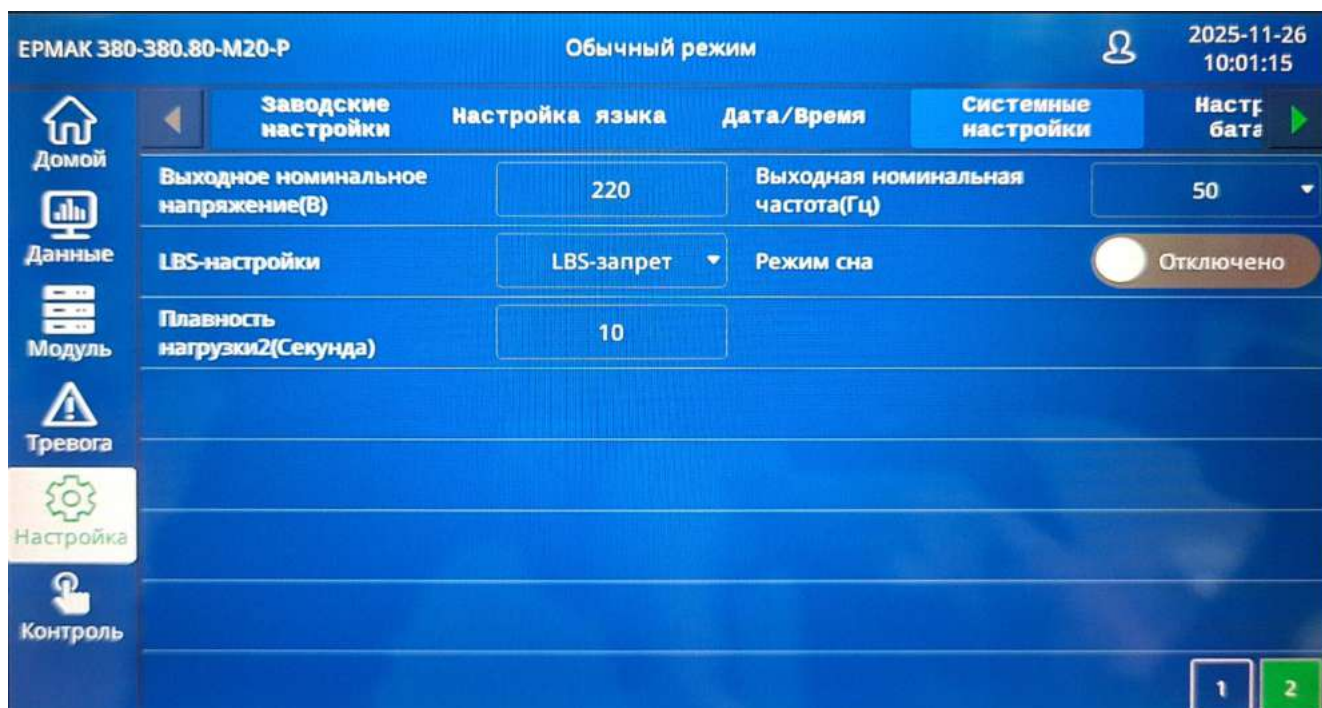 ЕРМАК 380-380.80-М20-Р
Обычный режим
2025-11-26
10:01:15
Домой
Данные
Модуль
Тревога
Настройка
Контроль
Заводские
настройки
Настройка языка
Дата/Время
Системные
настройки
Настр
бата
Выходное номинальное
напряжение(В)
220
Выходная номинальная
частота(Гц)
50
LBS-настройки
LBS-запрет
Режим сна
Отключено
Плавность
нагрузки2(Секунда)
10
1
2